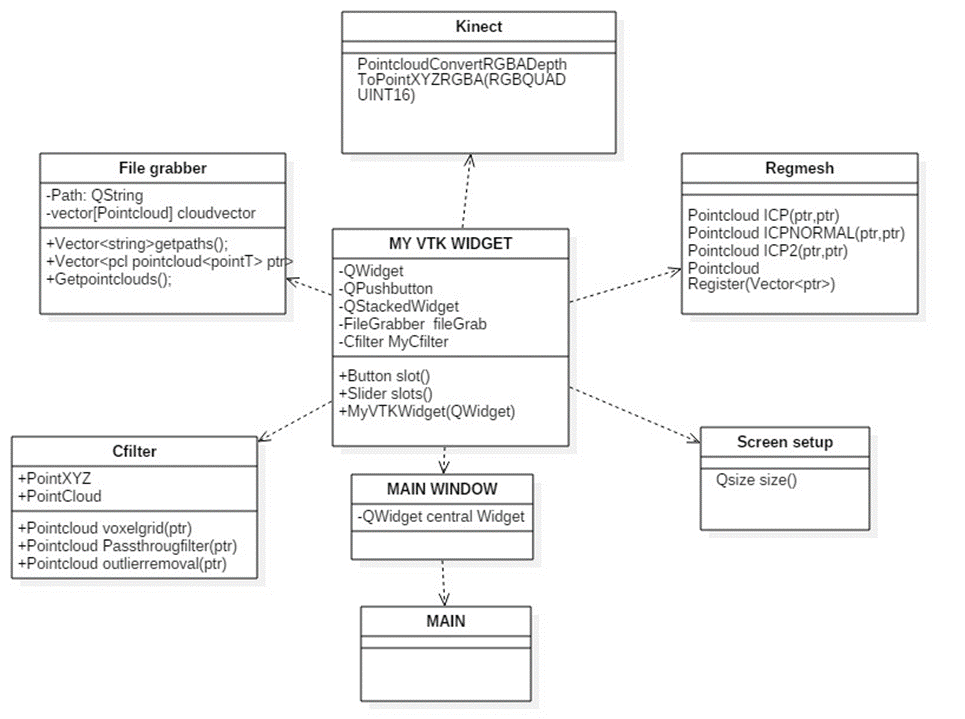 Kinect
PointcloudConvertRGBADepth
ToPointXYZRGBA(RGBQUAD
UINT16)
File grabber
-Path: QString
-vector[Pointcloud] cloudvector
+Vector<string>getpaths();
+Vector<pcl pointcloud<pointT> ptr>
+Getpointclouds();
Regmesh
Pointcloud ICP(ptr,ptr)
Pointcloud ICPNORMAL(ptr,ptr)
Pointcloud ICP2(ptr,ptr)
Pointcloud
Register(Vector<ptr>)
MY VTK WIDGET
-QWidget
-QPushbutton
-QStackedWidget
-FileGrabber fileGrab
-Cfilter MyCfilter
+Button slot()
+Slider slots()
+MyVTKWidget(QWidget)
Cfilter
+PointXYZ
+PointCloud
+Pointcloud voxelgrid(ptr)
+Pointcloud Passthrougfilter(ptr)
+Pointcloud outlierremoval(ptr)
Screen setup
Qsize size()
MAIN WINDOW
-QWidget central Widget
MAIN